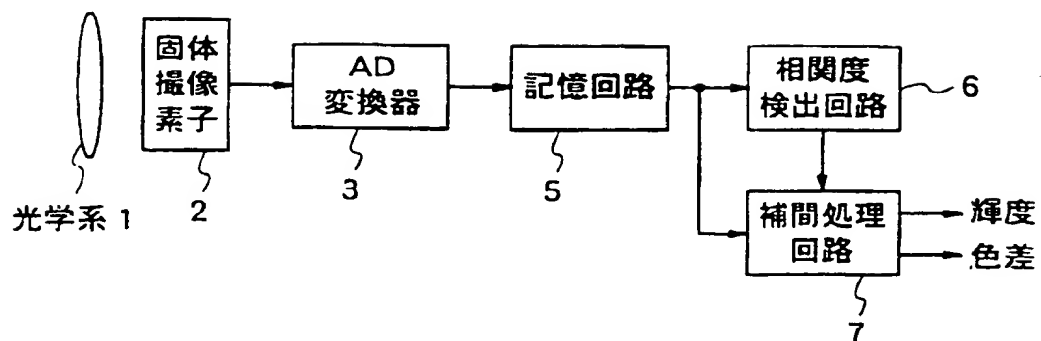 固体
撮像
素子
AD
変換器
記憶回路
相関度
検出回路
6
光学系 1
2
3
5
補間処理
回路
輝度
色差
7